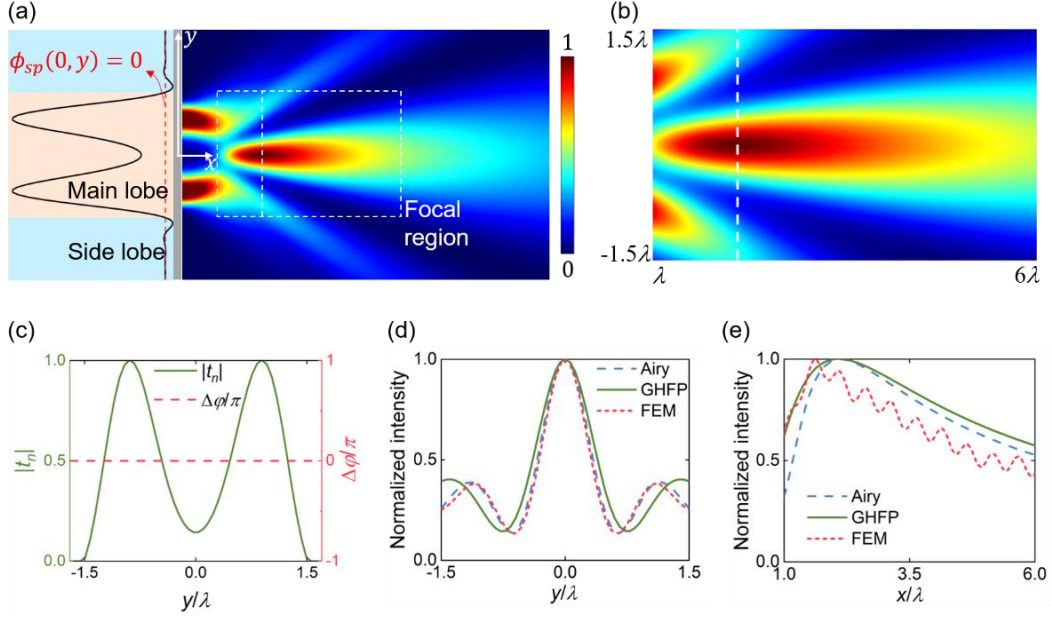 (a)
(b)
y
1
1.5λ
ϕsp(0, y) = 0
x
Main lobe
Focal
region
Side lobe
0
-1.5λ
λ
6λ
(c)
(d)
(e)
1.0
1
|tn|
Δφ/π
|tn|
0.5
0
Δφ/π
0.0
-1
-1.5
0.0
1.5
y/λ
Normalized intensity
1.0
Airy
GHFP
FEM
0.5
0.0
-1.5
0.0
1.5
y/λ
Normalized intensity
1.0
0.5
Airy
GHFP
FEM
0.0
1.0
3.5
6.0
x/λ